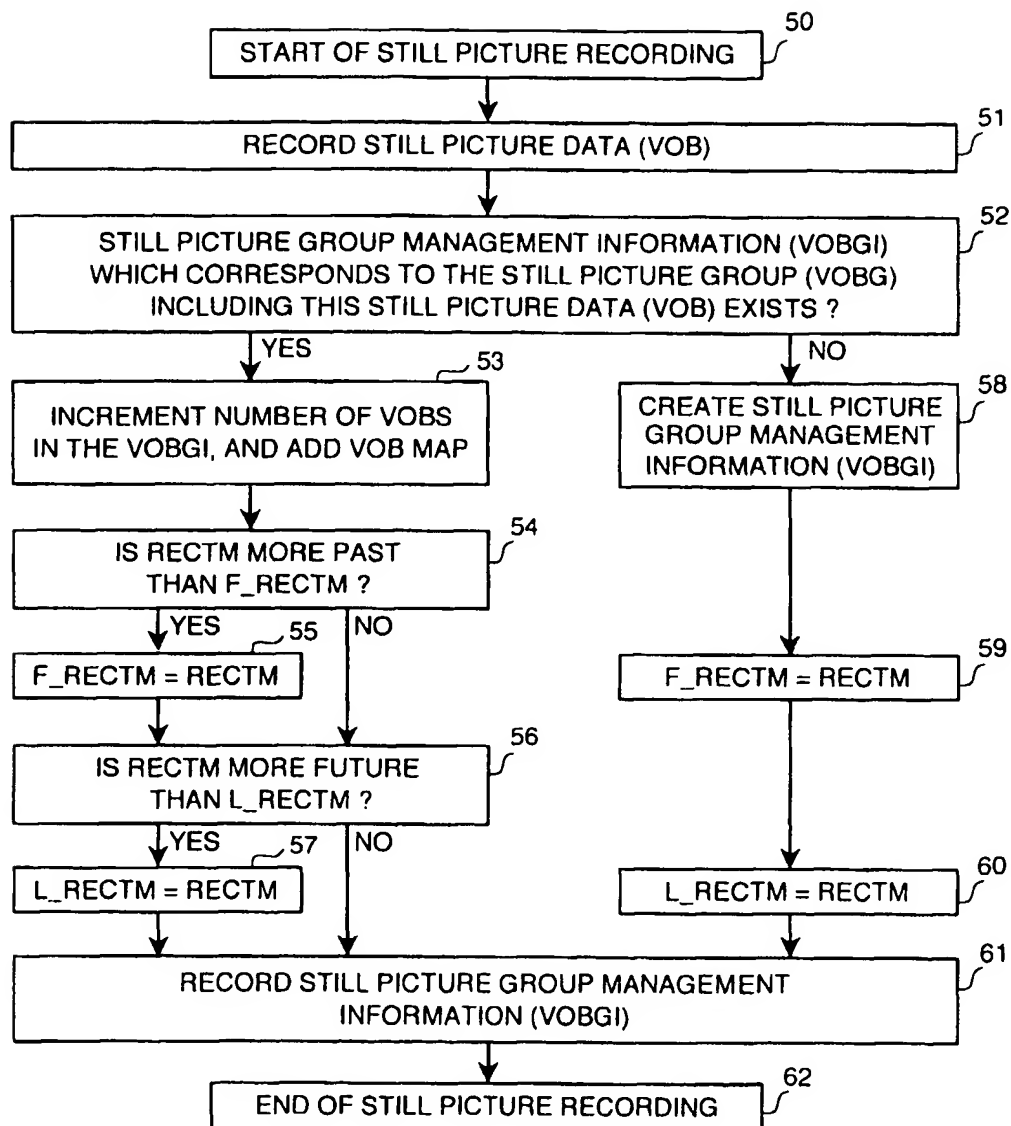 50
START OF STILL PICTURE RECORDING
51
RECORD STILL PICTURE DATA (VOB)
52
STILL PICTURE GROUP MANAGEMENT INFORMATION (VOBGI)
WHICH CORRESPONDS TO THE STILL PICTURE GROUP (VOBG)
INCLUDING THIS STILL PICTURE DATA (VOB) EXISTS ?
YES
NO
53
INCREMENT NUMBER OF VOBS
IN THE VOBGI, AND ADD VOB MAP
58
CREATE STILL PICTURE
GROUP MANAGEMENT
INFORMATION (VOBGI)
54
IS RECTM MORE PAST
THAN F_RECTM ?
YES
NO
55
F_RECTM = RECTM
59
F_RECTM = RECTM
56
IS RECTM MORE FUTURE
THAN L_RECTM ?
YES
NO
57
L_RECTM = RECTM
60
L_RECTM = RECTM
61
RECORD STILL PICTURE GROUP MANAGEMENT
INFORMATION (VOBGI)
62
END OF STILL PICTURE RECORDING